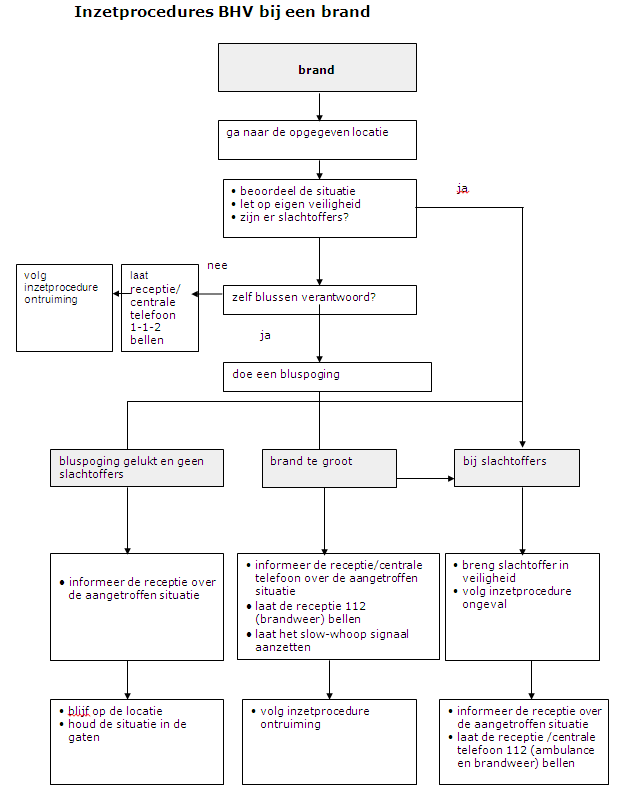 Inzetprocedures BHV bij een brand
brand
ga naar de opgegeven locatie
• beoordeel de situatie
• let op eigen veiligheid
• zijn er slachtoffers?
ja
nee
zelf blussen verantwoord?
laat
receptie/
centrale
telefoon
1-1-2
bellen
volg
inzetprocedure
ontruiming
ja
doe een bluspoging
bluspoging gelukt en geen
slachtoffers
brand te groot
bij slachtoffers
• informeer de receptie over
de aangetroffen situatie
• informeer de receptie/centrale
telefoon over de aangetroffen
situatie
• laat de receptie 112
(brandweer) bellen
• laat het slow-whoop signaal
aanzetten
• breng slachtoffer in
veiligheid
• volg inzetprocedure
ongeval
• blijf op de locatie
• houd de situatie in de
gaten
• volg inzetprocedure
ontruiming
• informeer de receptie over
de aangetroffen situatie
• laat de receptie /centrale
telefoon 112 (ambulance
en brandweer) bellen